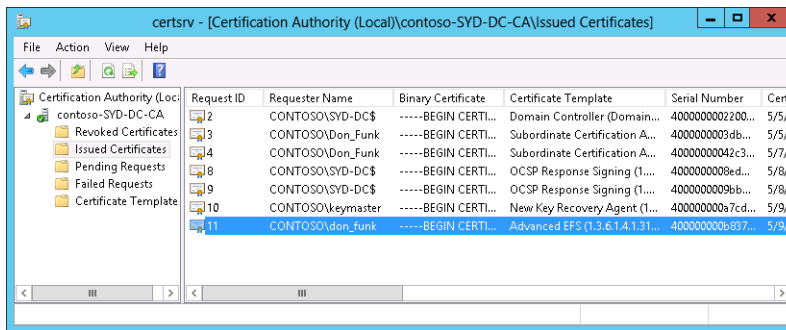 certsrv - [Certification Authority (Local)\contoso-SYD-DC-CA\Issued Certificates]
File Action View Help
Certification Authority (Loc
contoso-SYD-DC-CA
Revoked Certificates
Issued Certificates
Pending Requests
Failed Requests
Certificate Template
Request ID Requester Name Binary Certificate Certificate Template Serial Number Cert
2 CONTOSO\SYD-DC$ -----BEGIN CERTI... Domain Controller (Domain... 4000000002200... 5/5/
3 CONTOSO\Don_Funk -----BEGIN CERTI... Subordinate Certification A... 4000000003db... 5/5/
4 CONTOSO\Don_Funk -----BEGIN CERTI... Subordinate Certification A... 40000000042c3... 5/7/
8 CONTOSO\SYD-DC$ -----BEGIN CERTI... OCSP Response Signing (1.... 4000000008ed... 5/8/
9 CONTOSO\SYD-DC$ -----BEGIN CERTI... OCSP Response Signing (1.... 4000000009bb... 5/8/
10 CONTOSO\keymaster -----BEGIN CERTI... New Key Recovery Agent (1.... 400000000a7cd... 5/9/
11 CONTOSO\don_funk -----BEGIN CERTI... Advanced EFS (1.3.6.1.4.1.31... 400000000b837... 5/9/